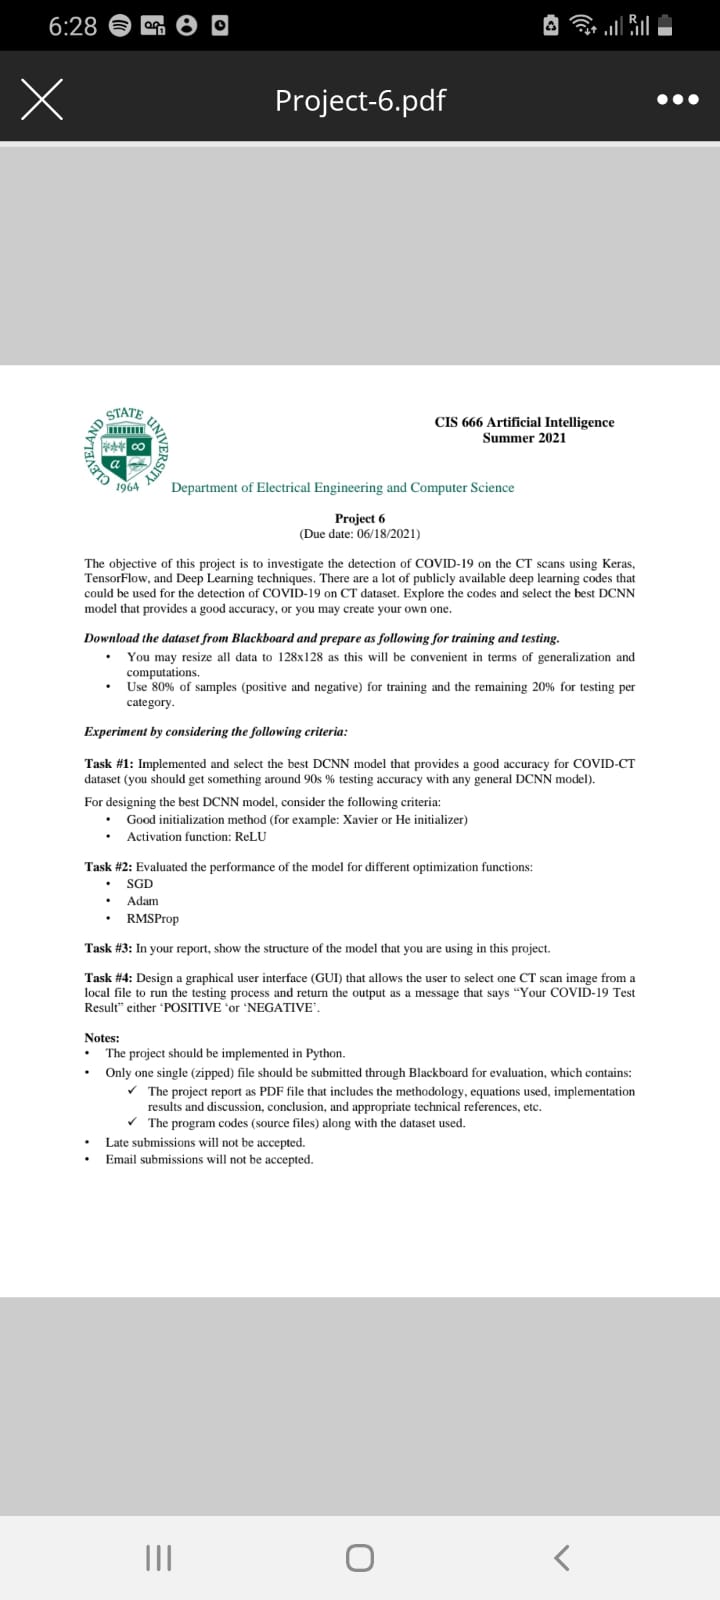 6:28
Project-6.pdf
CLEVELAND STATE UNIVERSITY
1964
CIS 666 Artificial Intelligence
Summer 2021
Department of Electrical Engineering and Computer Science
Project 6
(Due date: 06/18/2021)
The objective of this project is to investigate the detection of COVID-19 on the CT scans using Keras,
TensorFlow, and Deep Learning techniques. There are a lot of publicly available deep learning codes that
could be used for the detection of COVID-19 on CT dataset. Explore the codes and select the best DCNN
model that provides a good accuracy, or you may create your own one.
Download the dataset from Blackboard and prepare as following for training and testing.
• You may resize all data to 128x128 as this will be convenient in terms of generalization and
computations.
• Use 80% of samples (positive and negative) for training and the remaining 20% for testing per
category.
Experiment by considering the following criteria:
Task #1: Implemented and select the best DCNN model that provides a good accuracy for COVID-CT
dataset (you should get something around 90s % testing accuracy with any general DCNN model).
For designing the best DCNN model, consider the following criteria:
• Good initialization method (for example: Xavier or He initializer)
• Activation function: ReLU
Task #2: Evaluated the performance of the model for different optimization functions:
• SGD
• Adam
• RMSProp
Task #3: In your report, show the structure of the model that you are using in this project.
Task #4: Design a graphical user interface (GUI) that allows the user to select one CT scan image from a
local file to run the testing process and return the output as a message that says “Your COVID-19 Test
Result” either ‘POSITIVE ‘or ‘NEGATIVE’.
Notes:
• The project should be implemented in Python.
• Only one single (zipped) file should be submitted through Blackboard for evaluation, which contains:
✓ The project report as PDF file that includes the methodology, equations used, implementation
results and discussion, conclusion, and appropriate technical references, etc.
✓ The program codes (source files) along with the dataset used.
• Late submissions will not be accepted.
• Email submissions will not be accepted.